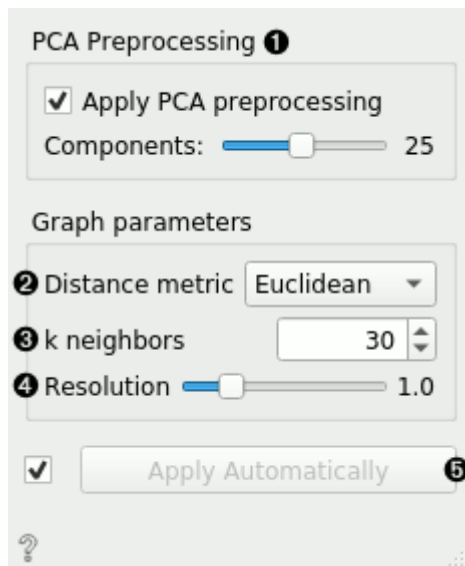 PCA Preprocessing ❶
Apply PCA preprocessing
Components: 25
Graph parameters
❷ Distance metric Euclidean
❸ k neighbors 30
❹ Resolution 1.0
Apply Automatically ❺
?